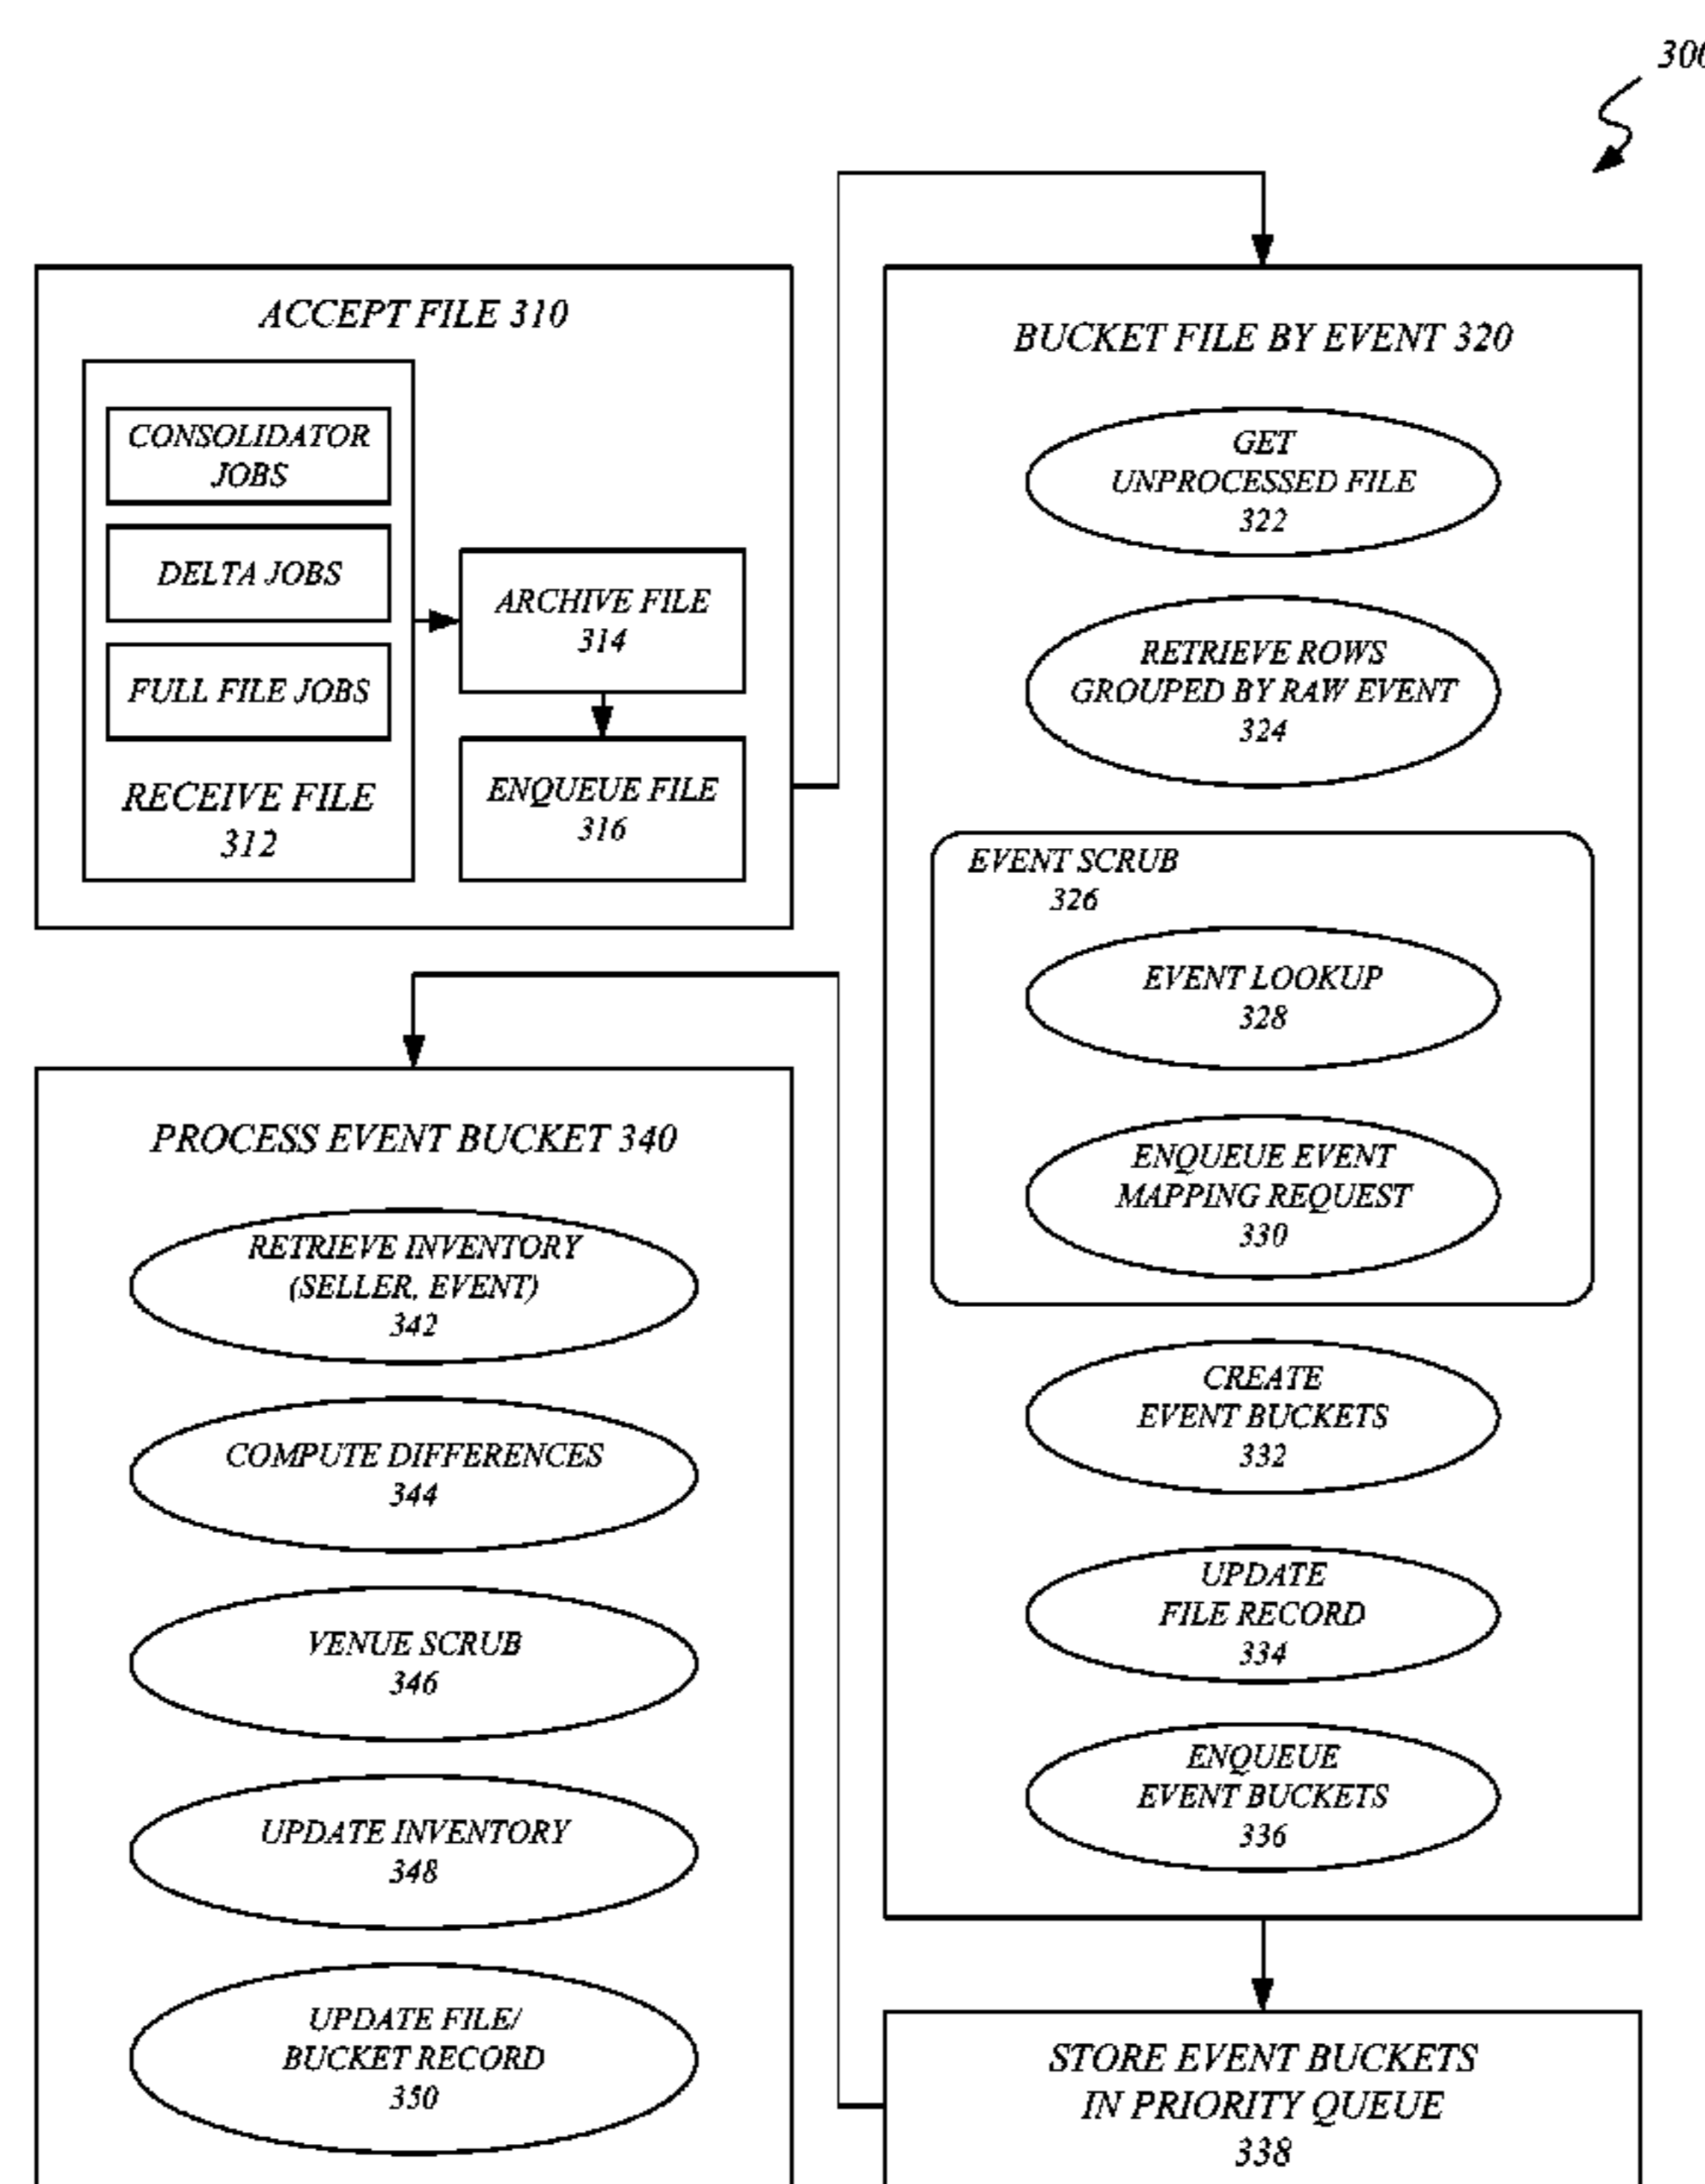 300
ACCEPT FILE 310
CONSOLIDATOR
JOBS
DELTA JOBS
FULL FILE JOBS
RECEIVE FILE
312
ARCHIVE FILE
314
ENQUEUE FILE
316
BUCKET FILE BY EVENT 320
GET
UNPROCESSED FILE
322
RETRIEVE ROWS
GROUPED BY RAW EVENT
324
EVENT SCRUB
326
EVENT LOOKUP
328
ENQUEUE EVENT
MAPPING REQUEST
330
CREATE
EVENT BUCKETS
332
UPDATE
FILE RECORD
334
ENQUEUE
EVENT BUCKETS
336
STORE EVENT BUCKETS
IN PRIORITY QUEUE
338
PROCESS EVENT BUCKET 340
RETRIEVE INVENTORY
(SELLER, EVENT)
342
COMPUTE DIFFERENCES
344
VENUE SCRUB
346
UPDATE INVENTORY
348
UPDATE FILE/
BUCKET RECORD
350